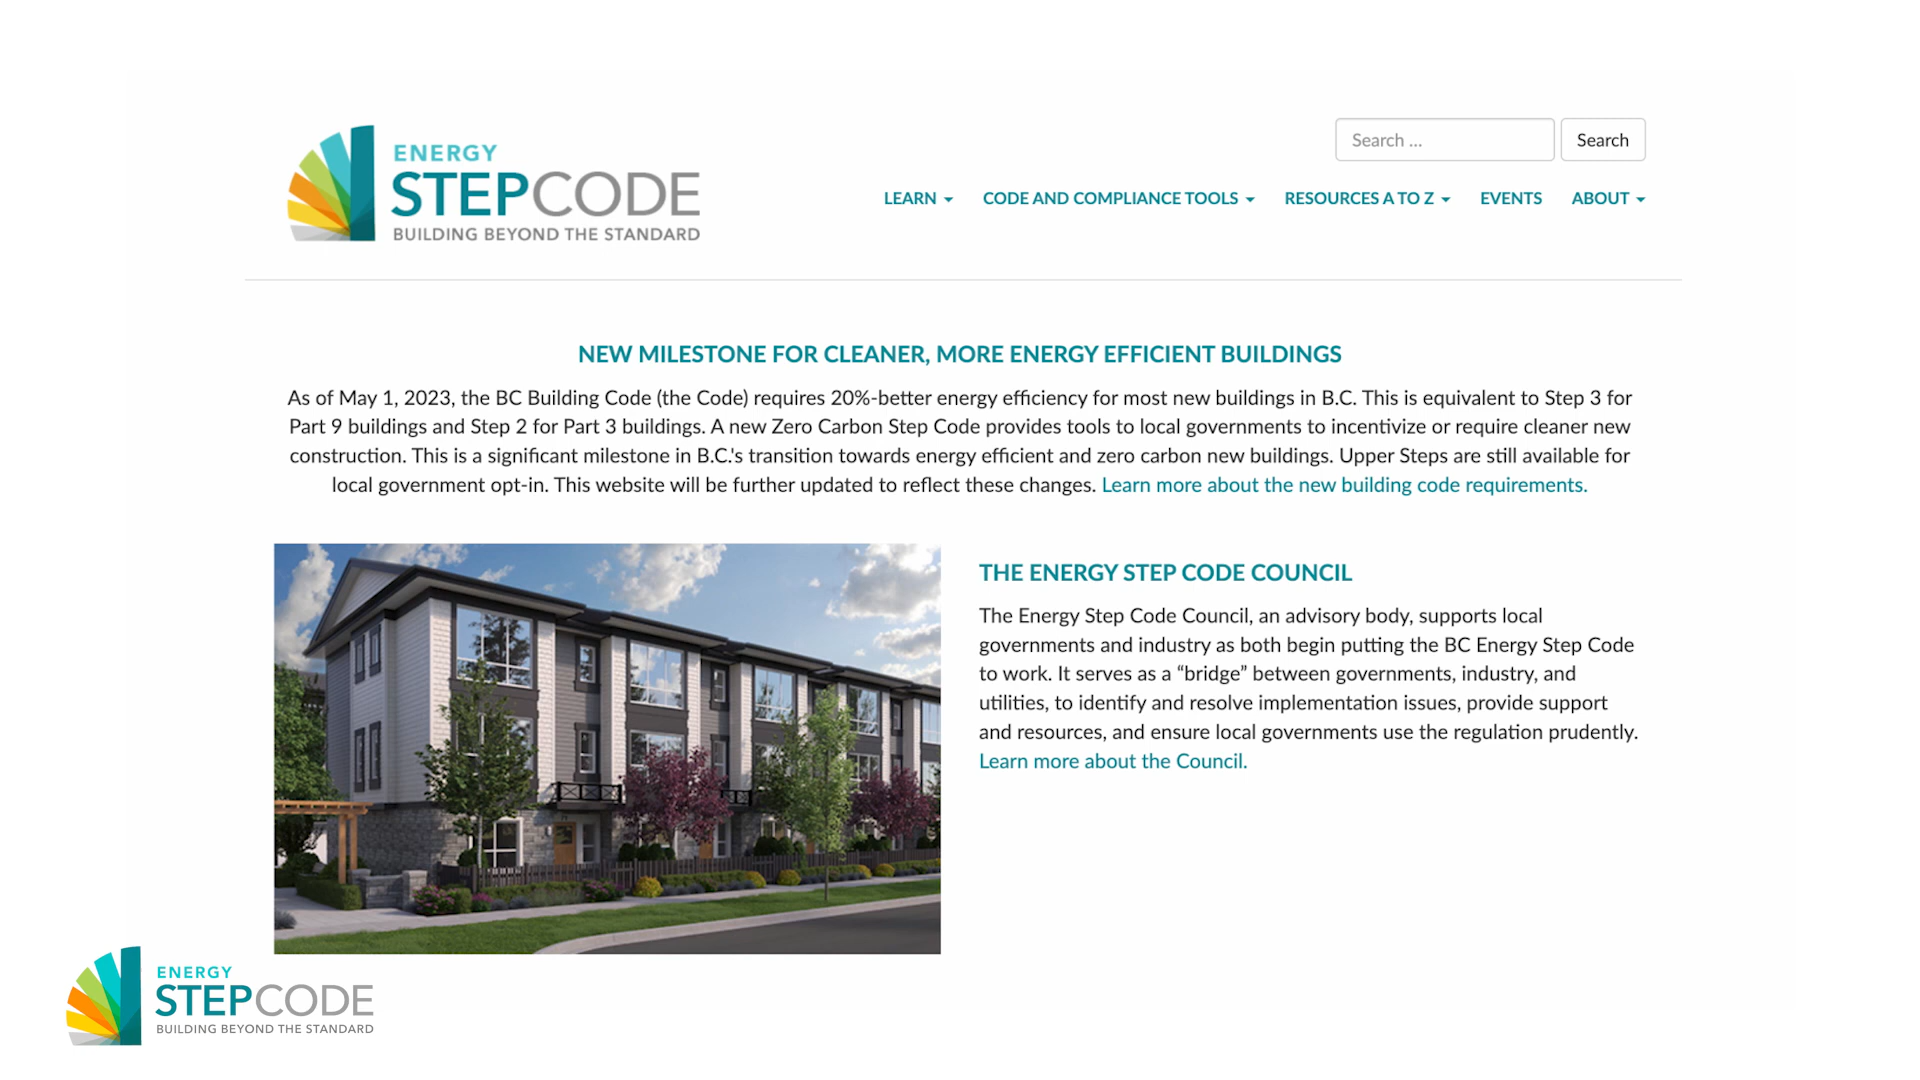 ENERGY
STEPCODE
BUILDING BEYOND THE STANDARD
Search ...
Search
LEARN
CODE AND COMPLIANCE TOOLS
RESOURCES A TO Z
EVENTS
ABOUT
NEW MILESTONE FOR CLEANER, MORE ENERGY EFFICIENT BUILDINGS
As of May 1, 2023, the BC Building Code (the Code) requires 20%-better energy efficiency for most new buildings in B.C. This is equivalent to Step 3 for
Part 9 buildings and Step 2 for Part 3 buildings. A new Zero Carbon Step Code provides tools to local governments to incentivize or require cleaner new
construction. This is a significant milestone in B.C.'s transition towards energy efficient and zero carbon new buildings. Upper Steps are still available for
local government opt-in. This website will be further updated to reflect these changes. Learn more about the new building code requirements.
THE ENERGY STEP CODE COUNCIL
The Energy Step Code Council, an advisory body, supports local
governments and industry as both begin putting the BC Energy Step Code
to work. It serves as a “bridge” between governments, industry, and
utilities, to identify and resolve implementation issues, provide support
and resources, and ensure local governments use the regulation prudently.
Learn more about the Council.
ENERGY
STEPCODE
BUILDING BEYOND THE STANDARD